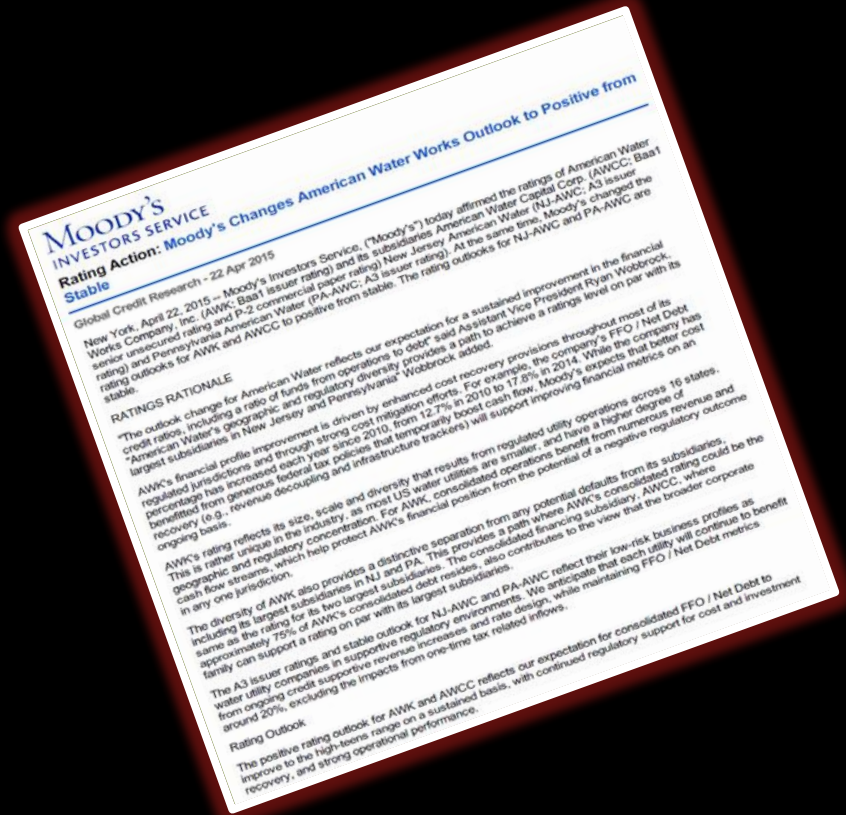 MOODY'S
INVESTORS SERVICE
Rating Action: Moody's Changes American Water Works Outlook to Positive from
Stable
Global Credit Research - 22 Apr 2015
New York, April 22, 2015 -- Moody's Investors Service, ("Moody's") today affirmed the ratings of American Water
Works Company, Inc. (AWK; Baa1 issuer rating) and its subsidiaries American Water Capital Corp. (AWCC; Baa1
senior unsecured rating and P-2 commercial paper rating) New Jersey American Water (NJ-AWC; A3 issuer
rating) and Pennsylvania American Water (PA-AWC; A3 issuer rating). At the same time, Moody's changed the
rating outlooks for AWK and AWCC to positive from stable. The rating outlooks for NJ-AWC and PA-AWC are
stable.
RATINGS RATIONALE
"The outlook change for American Water reflects our expectation for a sustained improvement in the financial
credit ratios, including a ratio of funds from operations to debt" said Assistant Vice President Ryan Wobbrock.
"American Water's geographic and regulatory diversity provides a path to achieve a ratings level on par with its
largest subsidiaries in New Jersey and Pennsylvania" Wobbrock added.
AWK's financial profile improvement is driven by enhanced cost recovery provisions throughout most of its
regulated jurisdictions and through strong cost mitigation efforts. For example, the company's FFO / Net Debt
percentage has increased each year since 2010, from 12.7% in 2010 to 17.8% in 2014. While the company has
benefitted from generous federal tax policies that temporarily boost cash flow, Moody's expects that better cost
recovery (e.g., revenue decoupling and infrastructure trackers) will support improving financial metrics on an
ongoing basis.
AWK's rating reflects its size, scale and diversity that results from regulated utility operations across 16 states.
This is rather unique in the industry, as most US water utilities are smaller, and have a higher degree of
geographic and regulatory concentration. For AWK, consolidated operations benefit from numerous revenue and
cash flow streams, which help protect AWK's financial position from the potential of a negative regulatory outcome
in any one jurisdiction.
The diversity of AWK also provides a distinctive separation from any potential defaults from its subsidiaries,
including its largest subsidiaries in NJ and PA. This provides a path where AWK's consolidated rating could be the
same as the rating for its two largest subsidiaries. The consolidated financing subsidiary, AWCC, where
approximately 75% of AWK's consolidated debt resides, also contributes to the view that the broader corporate
family can support a rating on par with its largest subsidiaries.
The A3 issuer ratings and stable outlook for NJ-AWC and PA-AWC reflect their low-risk business profiles as
water utility companies in supportive regulatory environments. We anticipate that each utility will continue to benefit
from ongoing credit supportive revenue increases and rate design, while maintaining FFO / Net Debt metrics
around 20%, excluding the impacts from one-time tax related inflows.
Rating Outlook
The positive rating outlook for AWK and AWCC reflects our expectation for consolidated FFO / Net Debt to
improve to the high-teens range on a sustained basis, with continued regulatory support for cost and investment
recovery, and strong operational performance.